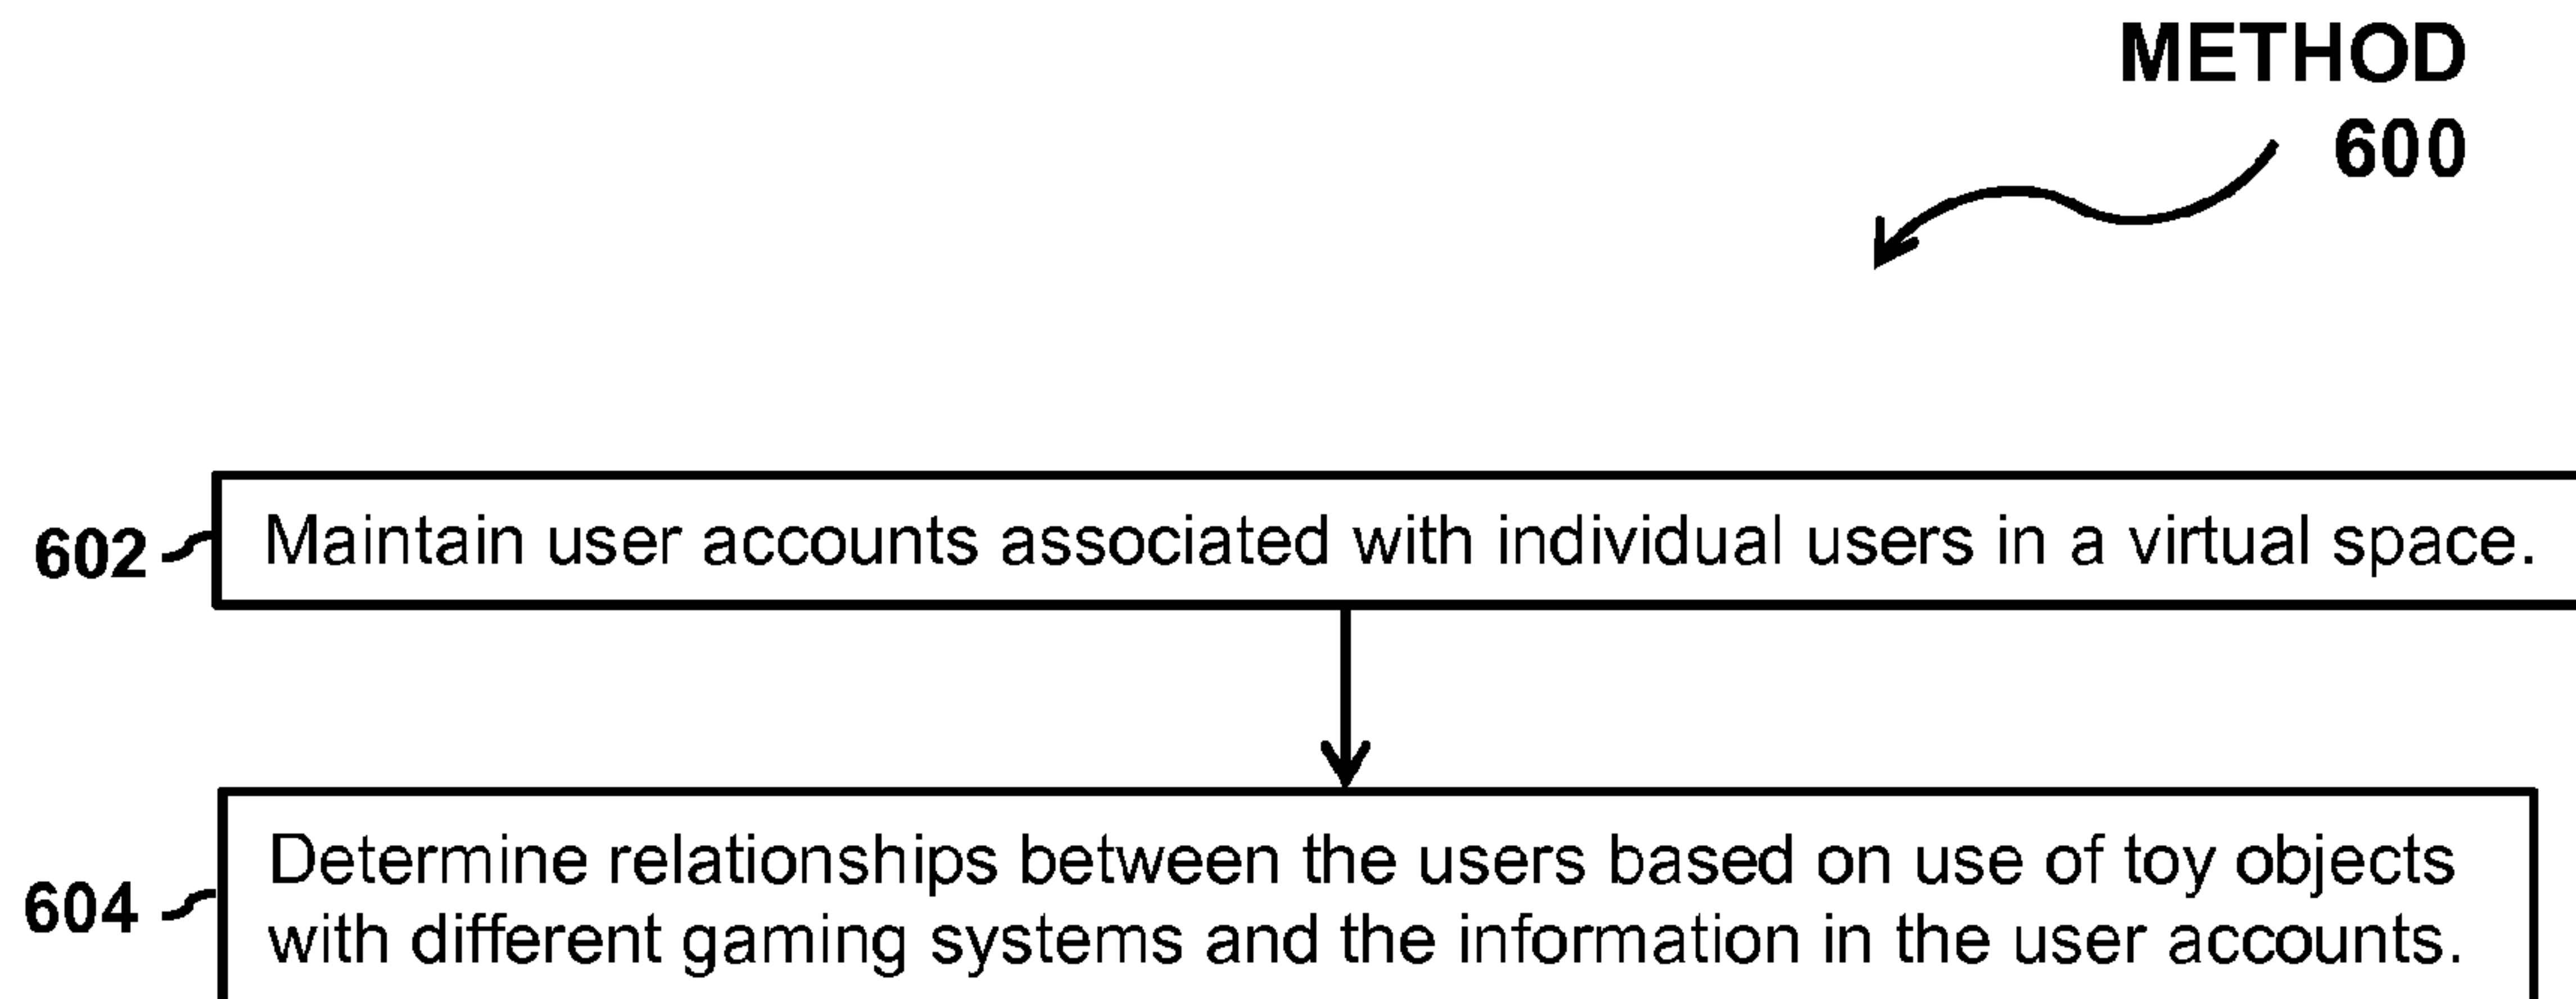 METHOD
600
602
Maintain user accounts associated with individual users in a virtual space.
604
Determine relationships between the users based on use of toy objects
with different gaming systems and the information in the user accounts.